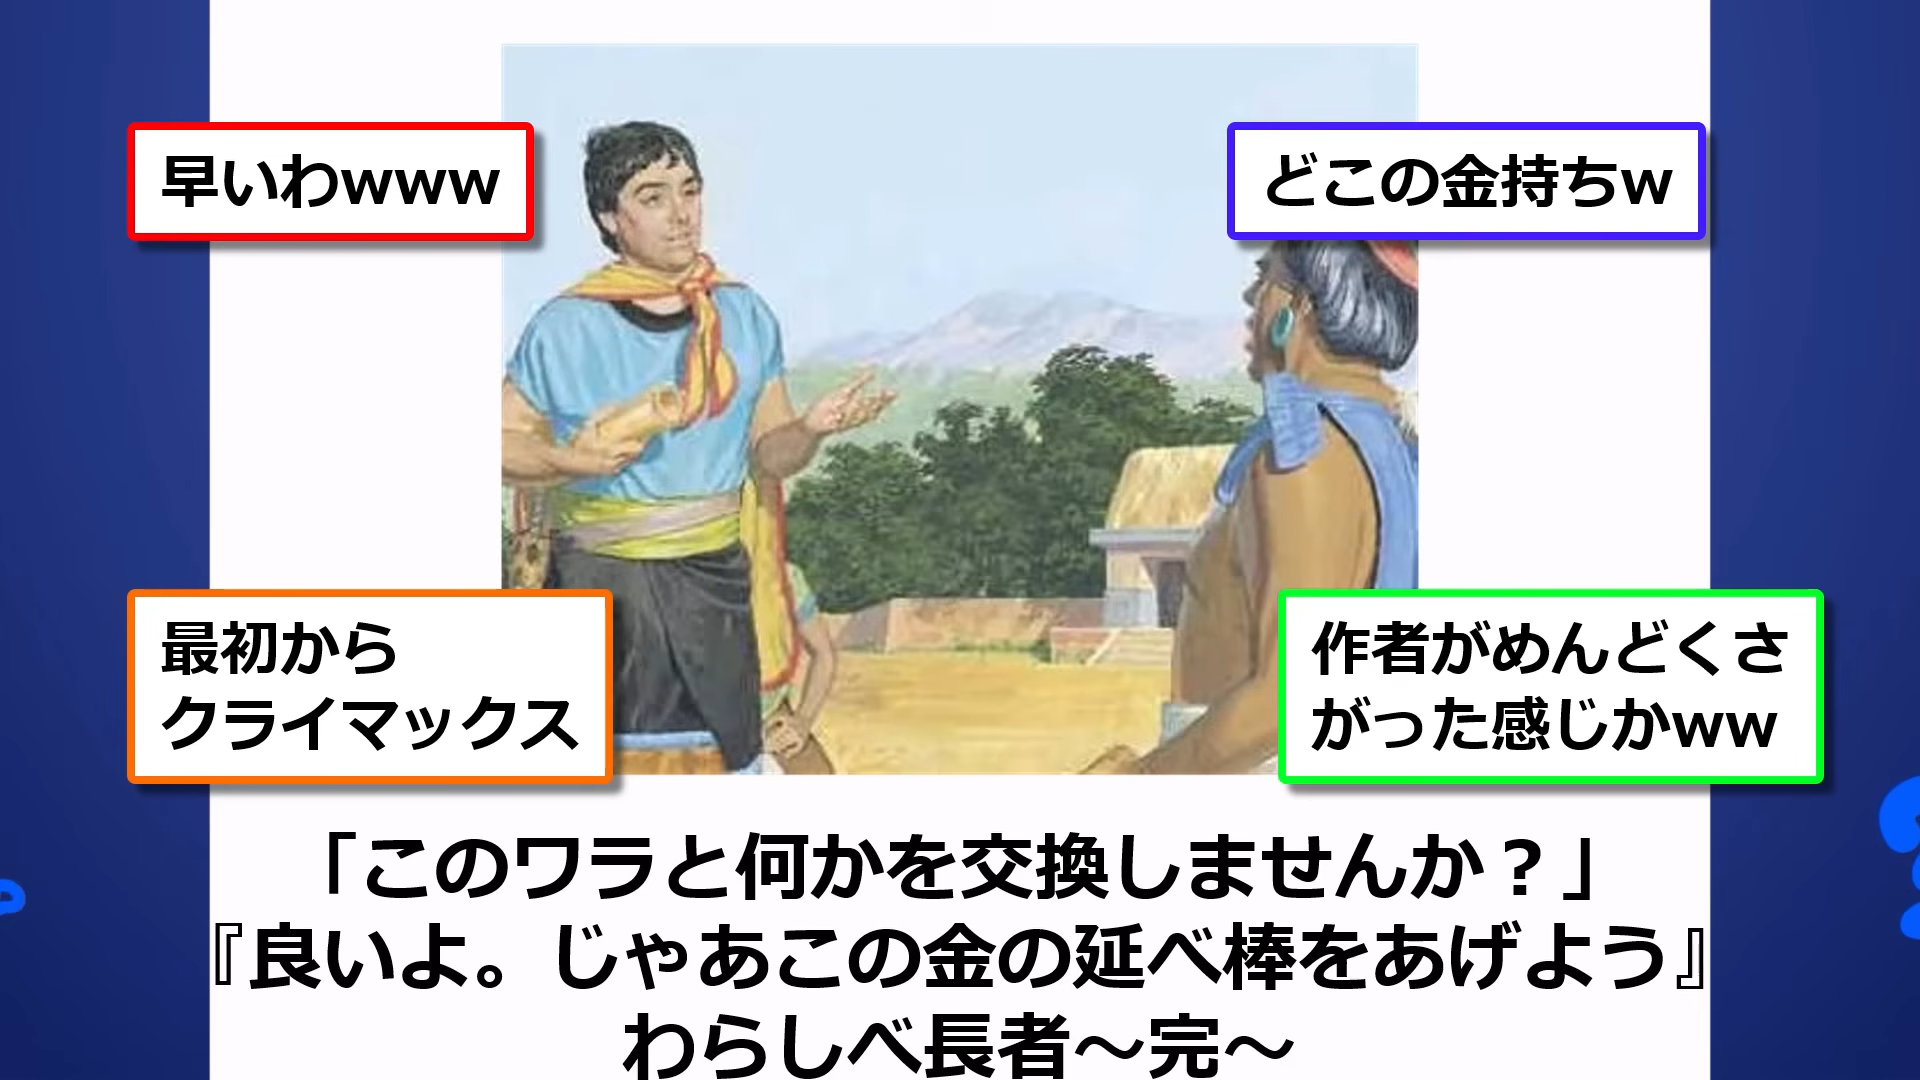 早いわwww
どこの金持ちw
最初から
クライマックス
作者がめんどくさ
がった感じかww
「このワラと何かを交換しませんか？」
『良いよ。じゃあこの金の延べ棒をあげよう』
わらしべ長者～完～